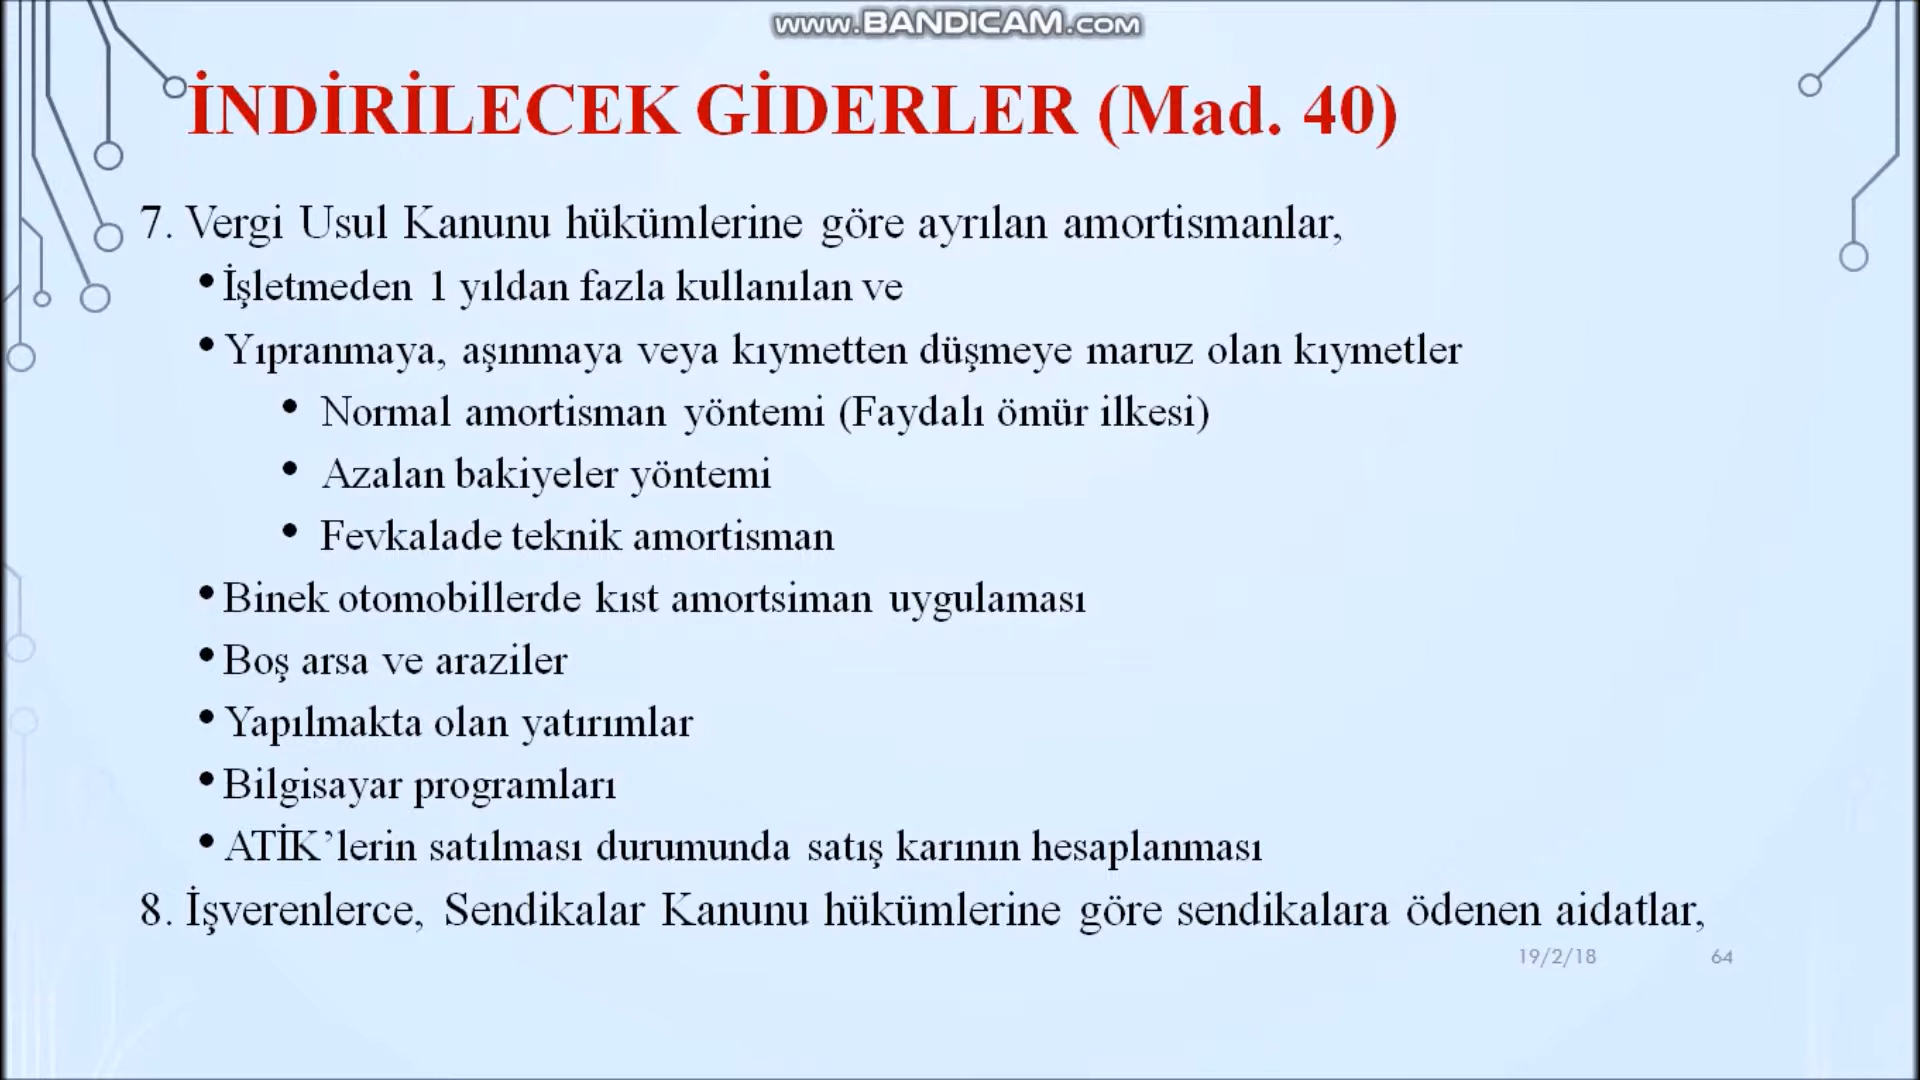 www.BANDICAM.com
İNDİRİLECEK GİDERLER (Mad. 40)
7. Vergi Usul Kanunu hükümlerine göre ayrılan amortismanlar,
•İşletmeden 1 yıldan fazla kullanılan ve
•Yıpranmaya, aşınmaya veya kıymetten düşmeye maruz olan kıymetler
• Normal amortisman yöntemi (Faydalı ömür ilkesi)
• Azalan bakiyeler yöntemi
• Fevkalade teknik amortisman
•Binek otomobillerde kıst amortsiman uygulaması
•Boş arsa ve araziler
•Yapılmakta olan yatırımlar
•Bilgisayar programları
•ATİK’lerin satılması durumunda satış karının hesaplanması
8. İşverenlerce, Sendikalar Kanunu hükümlerine göre sendikalara ödenen aidatlar,
19/2/18 64